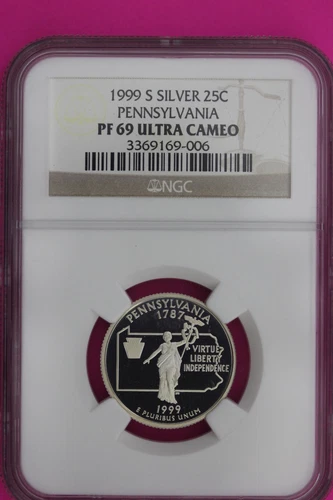 1999 S SILVER 25C
PENNSYLVANIA
PF 69 ULTRA CAMEO
3369169-006
NGC
PENNSYLVANIA
1787
VIRTUE
LIBERTY
INDEPENDENCE
1999
E PLURIBUS UNUM